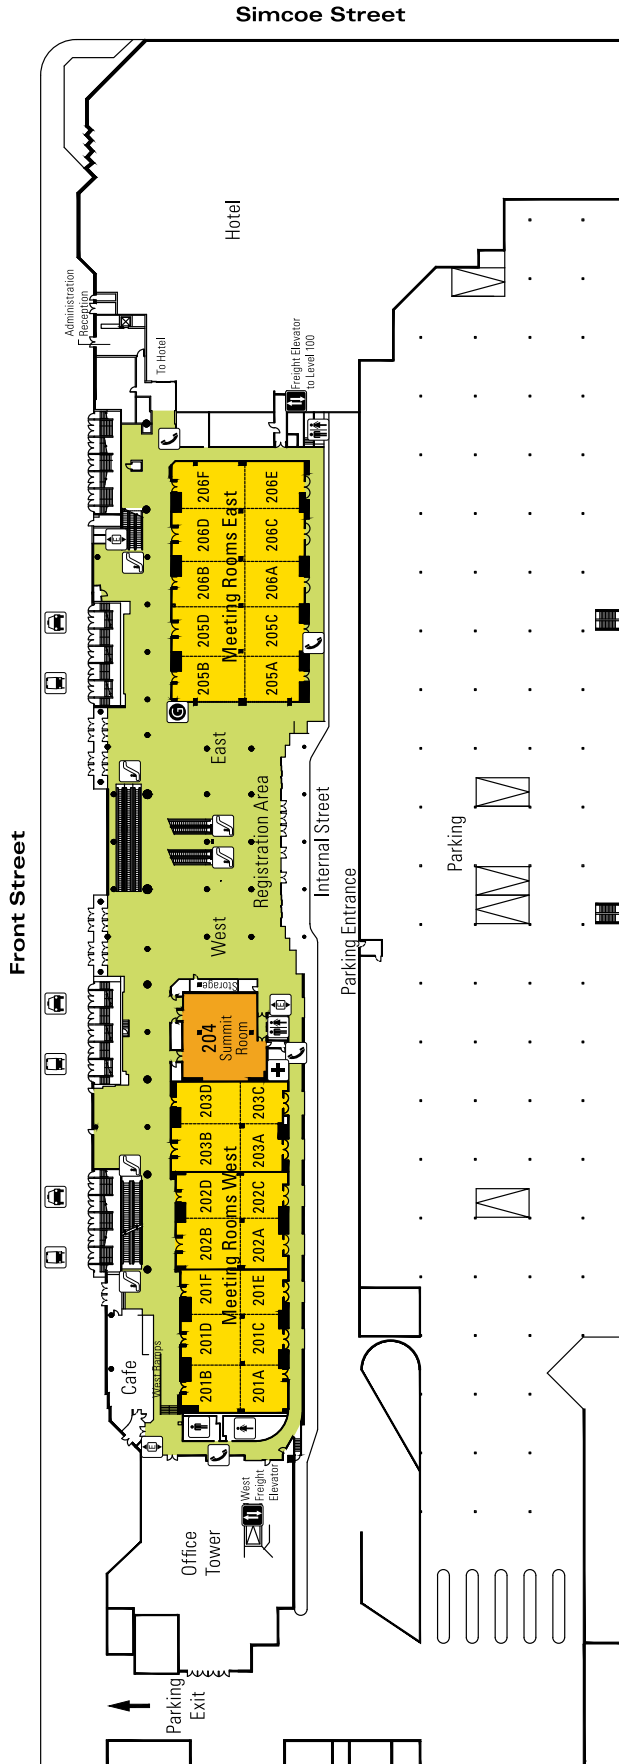 Simcoe Street
Hotel
Administration
Reception
To Hotel
Freight Elevator
to Level 100
206F
206E
206D
206C
Meeting Rooms East
206B
206A
205D
205C
205B
205A
E
G
East
Registration Area
Internal Street
Parking
Front Street
West
Parking Entrance
Storage
204
Summit
Room
E
203D
203C
203B
203A
Meeting Rooms West
202D
202C
202B
202A
201F
201E
201D
201C
201B
201A
Cafe
West Ramps
E
West
Freight
Elevator
Office
Tower
Parking
Exit